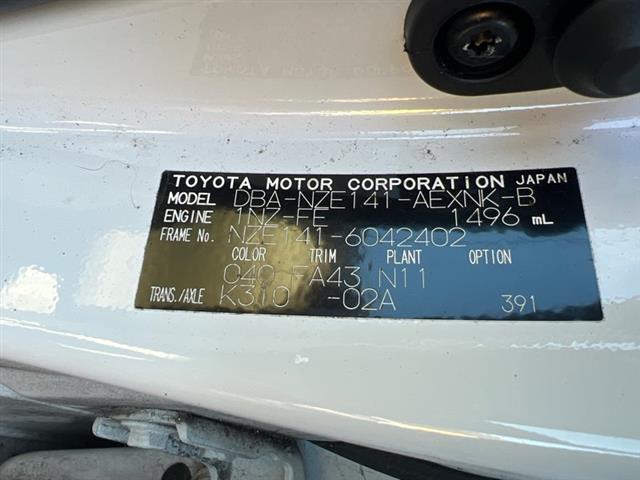 TOYOTA MOTOR CORPORATION JAPAN
MODEL DBA-NZE141-AEXNK-B
ENGINE 1NZ-FE 1496 mL
FRAME No. NZE141-6042402
COLOR TRIM PLANT OPTION
040 FA43 N11
TRANS./AXLE K310 -02A 391